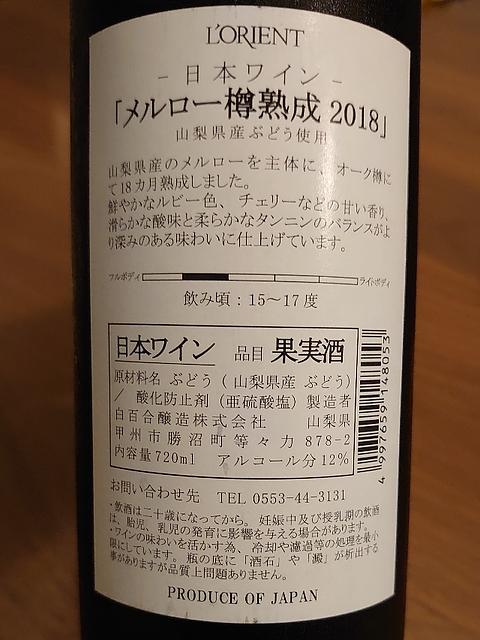 L'ORIENT
－日本ワイン－
「メルロー樽熟成 2018」
山梨県産ぶどう使用
山梨県産のメルローを主体に、オーク樽に
て18カ月熟成しました。
鮮やかなルビー色、チェリーなどの甘い香り、
滑らかな酸味と柔らかなタンニンのバランスがよ
り深みのある味わいに仕上げています。
フルボディ ライトボディ
飲み頃：15～17度
日本ワイン 品目 果実酒
原材料名 ぶどう（山梨県産 ぶどう）
／ 酸化防止剤（亜硫酸塩）製造者
白百合醸造株式会社 山梨県
甲州市勝沼町等々力 878-2
内容量720ml アルコール分12%
4 997659 148053
お問い合わせ先 TEL 0553-44-3131
・飲酒は二十歳になってから。妊娠中及び授乳期の飲酒
は、胎児、乳児の発育に影響を与える場合があります。
・ワインの味わいを活かす為、冷却や濾過等の処理を最小
限にしています。瓶の底に「酒石」や「澱」が析出する
事がありますが品質上問題ありません。
PRODUCE OF JAPAN